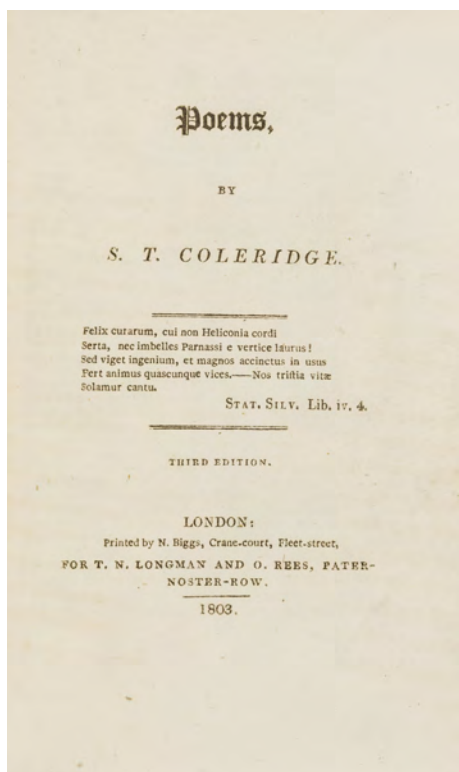 Poems,
BY
S. T. COLERIDGE.
Felix curarum, cui non Heliconia cordi
Serta, nec imbelles Parnassi e vertice laurus!
Sed viget ingenium, et magnos accinctus in usus
Fert animus quascunque vices.——Nos triſtia vitæ
Solamur cantu.
STAT. SILV. Lib. iv. 4.
THIRD EDITION.
LONDON:
Printed by N. Biggs, Crane-court, Fleet-street,
FOR T. N. LONGMAN AND O. REES, PATER-
NOSTER-ROW.
1803.